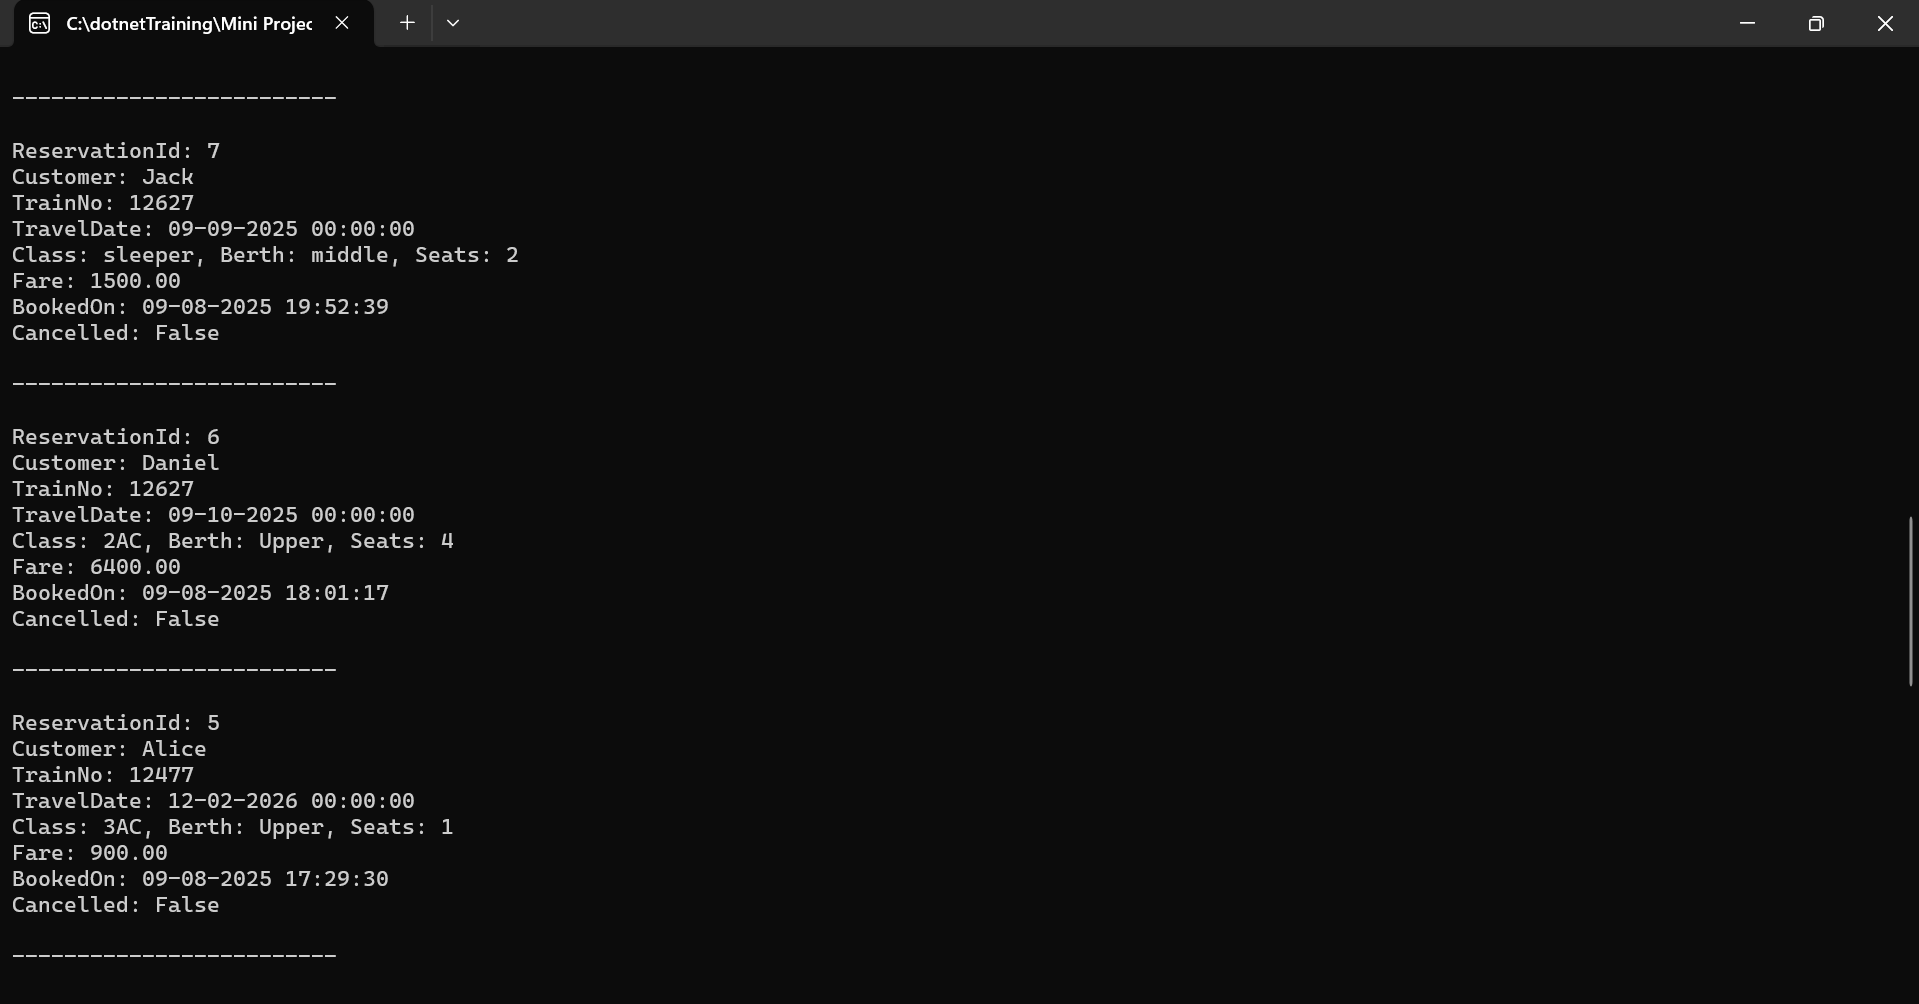 C:\dotnetTraining\Mini Projec
-------------------------
ReservationId: 7
Customer: Jack
TrainNo: 12627
TravelDate: 09-09-2025 00:00:00
Class: sleeper, Berth: middle, Seats: 2
Fare: 1500.00
BookedOn: 09-08-2025 19:52:39
Cancelled: False
-------------------------
ReservationId: 6
Customer: Daniel
TrainNo: 12627
TravelDate: 09-10-2025 00:00:00
Class: 2AC, Berth: Upper, Seats: 4
Fare: 6400.00
BookedOn: 09-08-2025 18:01:17
Cancelled: False
-------------------------
ReservationId: 5
Customer: Alice
TrainNo: 12477
TravelDate: 12-02-2026 00:00:00
Class: 3AC, Berth: Upper, Seats: 1
Fare: 900.00
BookedOn: 09-08-2025 17:29:30
Cancelled: False
-------------------------